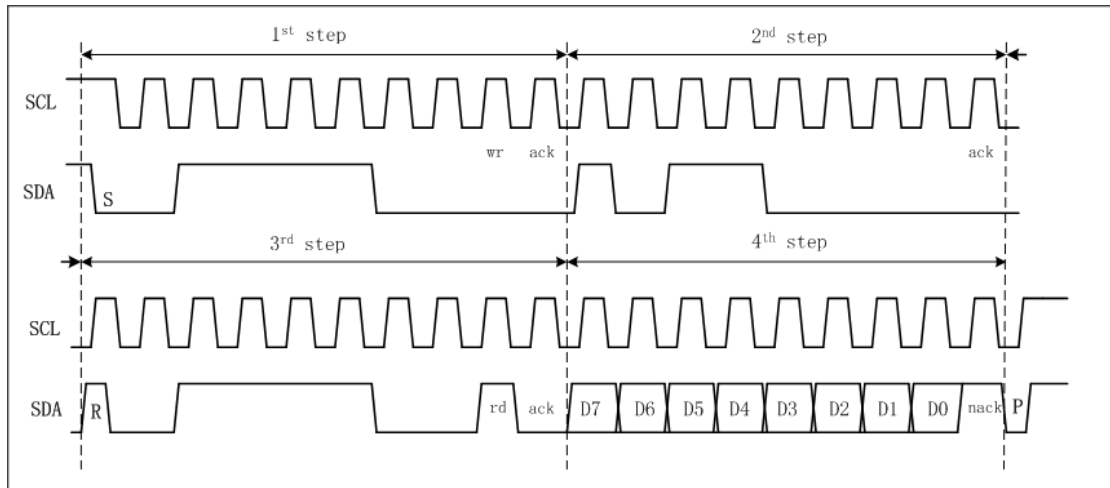 1st step 2nd step
SCL
wr ack ack
SDA
S
3rd step 4th step
SCL
SDA R rd ack D7 D6 D5 D4 D3 D2 D1 D0 nack P